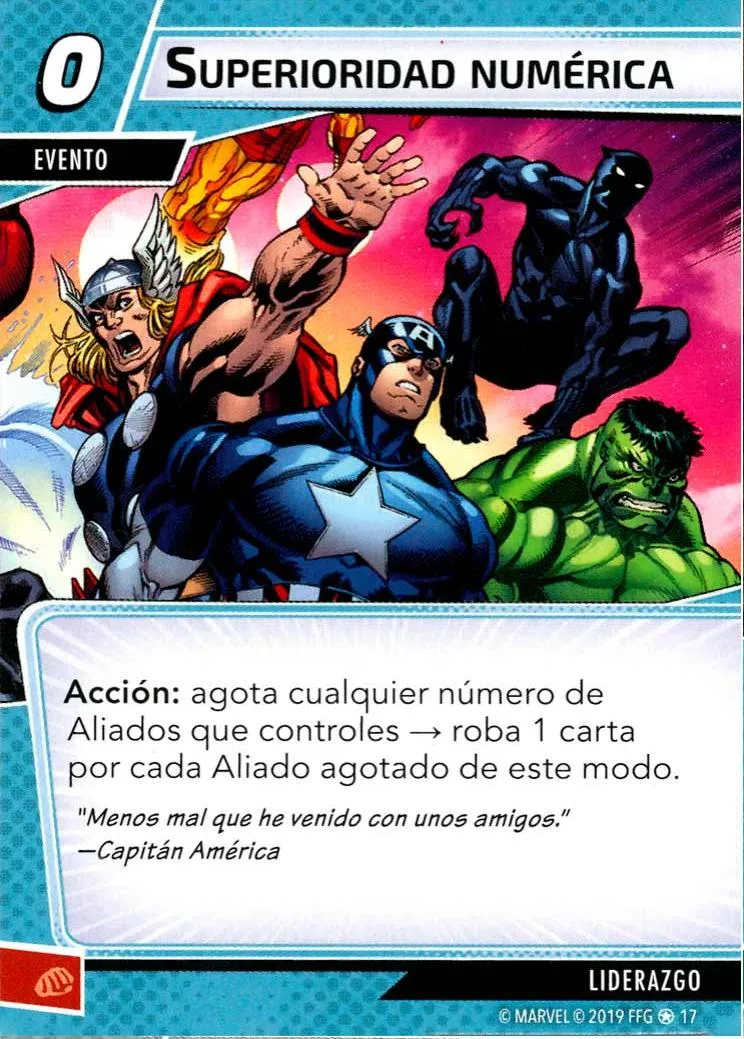 0
SUPERIORIDAD NUMÉRICA
EVENTO
A
Acción: agota cualquier número de
Aliados que controles → roba 1 carta
por cada Aliado agotado de este modo.
"Menos mal que he venido con unos amigos."
—Capitán América
LIDERAZGO
© MARVEL © 2019 FFG ✪ 17